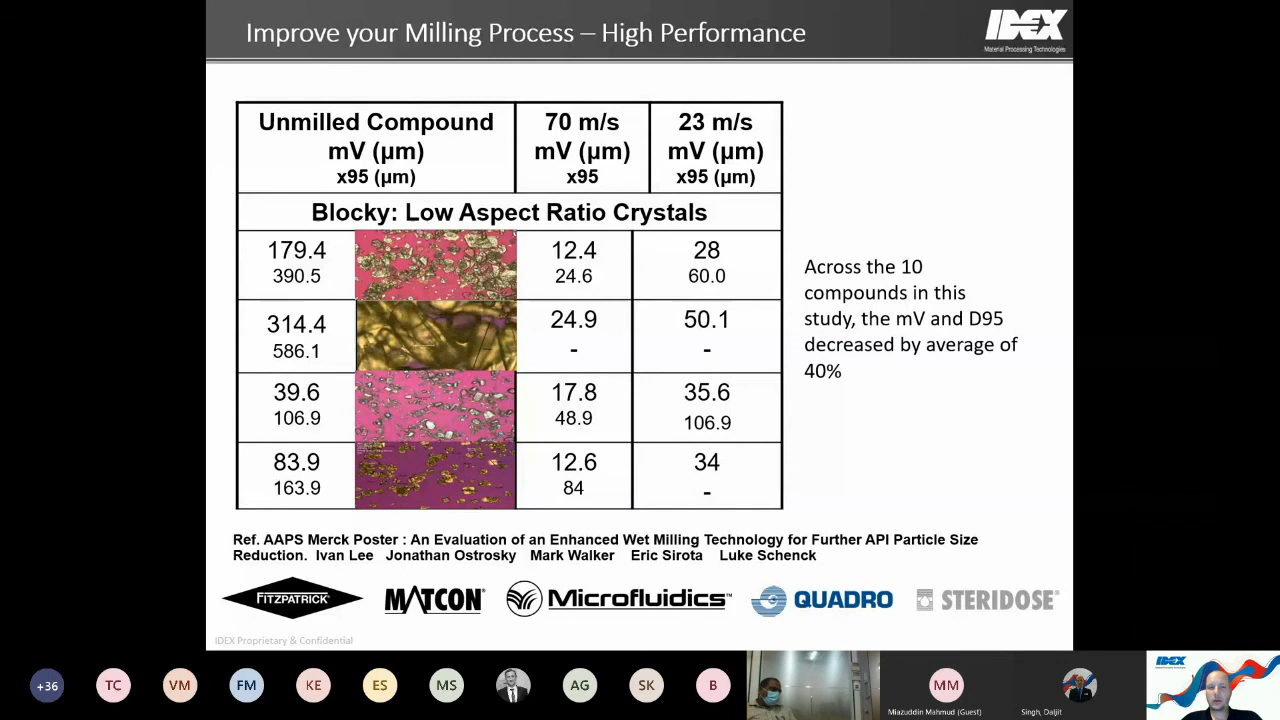 Improve your Milling Process – High Performance
IDEX
Material Processing Technologies
Unmilled Compound
mV (µm)
x95 (µm)
70 m/s
mV (µm)
x95
23 m/s
mV (µm)
x95 (µm)
Blocky: Low Aspect Ratio Crystals
179.4
390.5
12.4
24.6
28
60.0
314.4
586.1
24.9
-
50.1
-
39.6
106.9
17.8
48.9
35.6
106.9
83.9
163.9
12.6
84
34
-
Across the 10
compounds in this
study, the mV and D95
decreased by average of
40%
Ref. AAPS Merck Poster : An Evaluation of an Enhanced Wet Milling Technology for Further API Particle Size
Reduction. Ivan Lee Jonathan Ostrosky Mark Walker Eric Sirota Luke Schenck
FITZPATRICK
MATCON
Microfluidics™
QUADRO
STERIDOSE
IDEX Proprietary & Confidential
+36
TC
VM
FM
KE
ES
MS
AG
SK
B
MM
Miazuddin Mahmud (Guest)
Singh, Daljit
IDEX